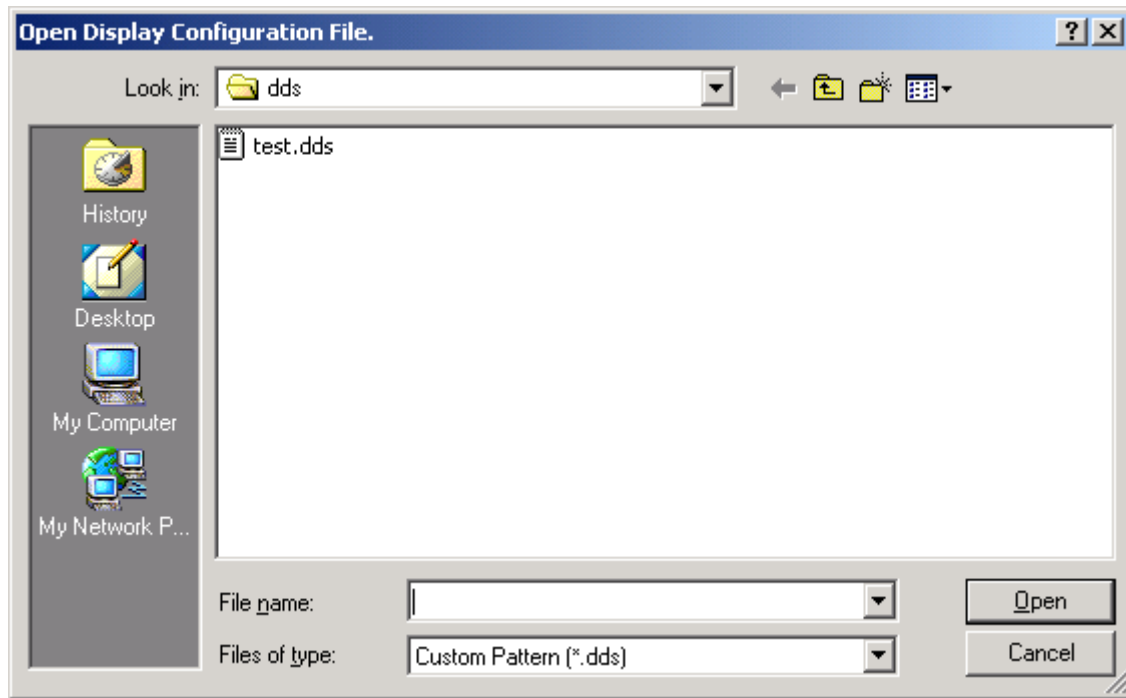 Open Display Configuration File.
Look in: dds
test.dds
History
Desktop
My Computer
My Network P...
File name:
Open
Files of type: Custom Pattern (*.dds)
Cancel